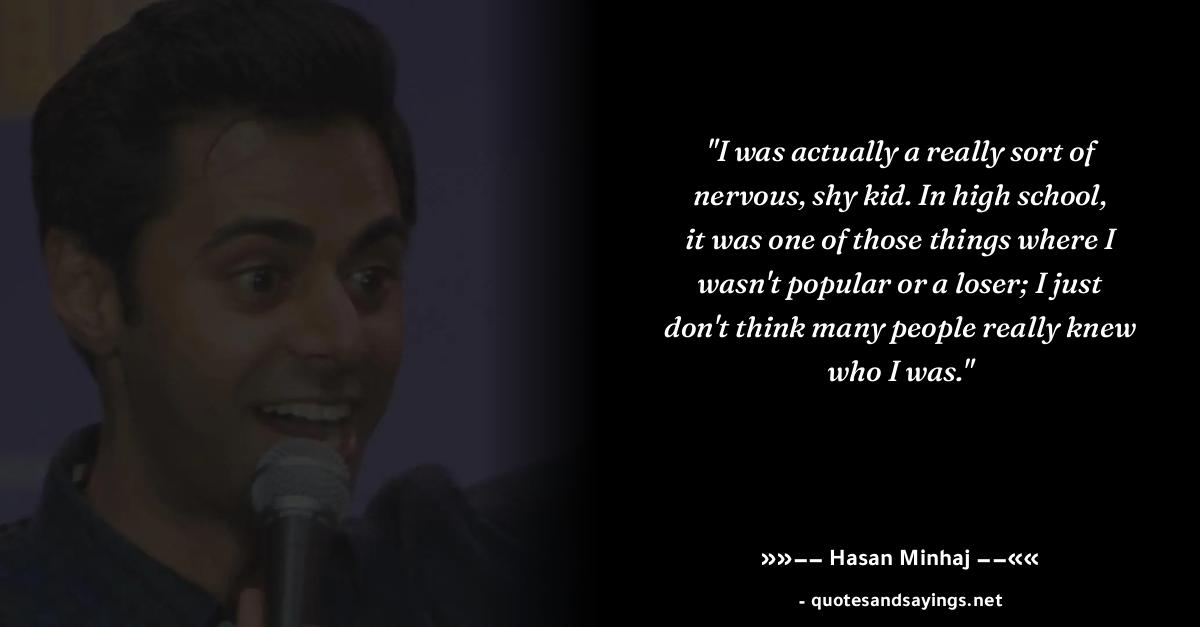 "I was actually a really sort of
nervous, shy kid. In high school,
it was one of those things where I
wasn't popular or a loser; I just
don't think many people really knew
who I was."
»»−− Hasan Minhaj −−««
- quotesandsayings.net